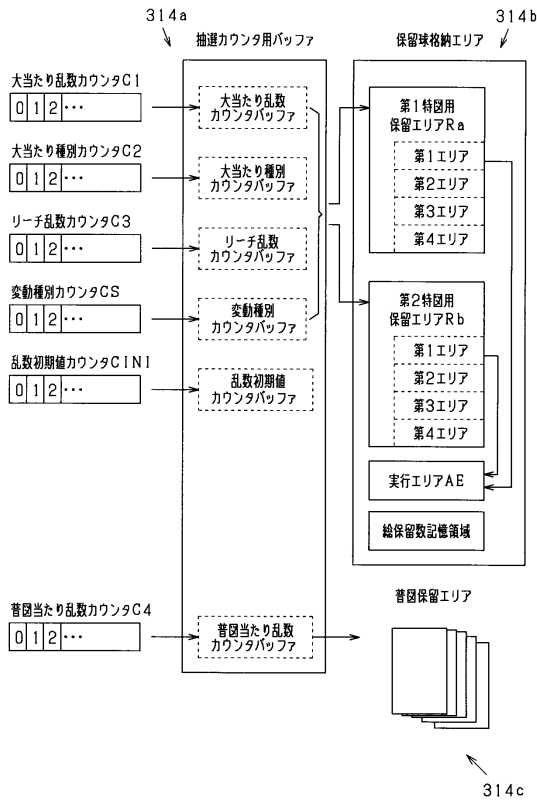 314a
314b
抽選カウンタ用バッファ
保留球格納エリア
大当たり乱数カウンタC1
0 1 2 ･･･
大当たり乱数
カウンタバッファ
大当たり種別カウンタC2
0 1 2 ･･･
大当たり種別
カウンタバッファ
リーチ乱数カウンタC3
0 1 2 ･･･
リーチ乱数
カウンタバッファ
変動種別カウンタCS
0 1 2 ･･･
変動種別
カウンタバッファ
乱数初期値カウンタCINI
0 1 2 ･･･
乱数初期値
カウンタバッファ
第1特図用
保留エリアRa
第1エリア
第2エリア
第3エリア
第4エリア
第2特図用
保留エリアRb
第1エリア
第2エリア
第3エリア
第4エリア
実行エリアAE
総保留数記憶領域
普図当たり乱数カウンタC4
0 1 2 ･･･
普図当たり乱数
カウンタバッファ
普図保留エリア
314c